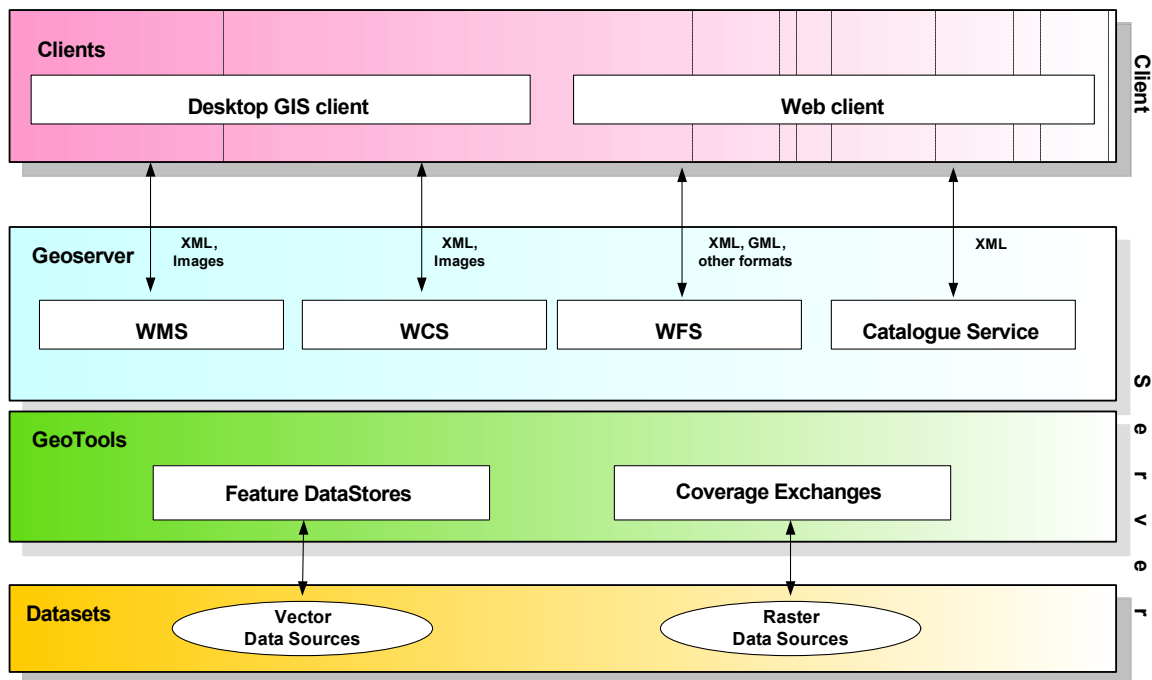 Clients
Desktop GIS client
Web client
Client
XML,
Images
XML,
Images
XML, GML,
other formats
XML
Geoserver
WMS
WCS
WFS
Catalogue Service
Server
GeoTools
Feature DataStores
Coverage Exchanges
Datasets
Vector
Data Sources
Raster
Data Sources